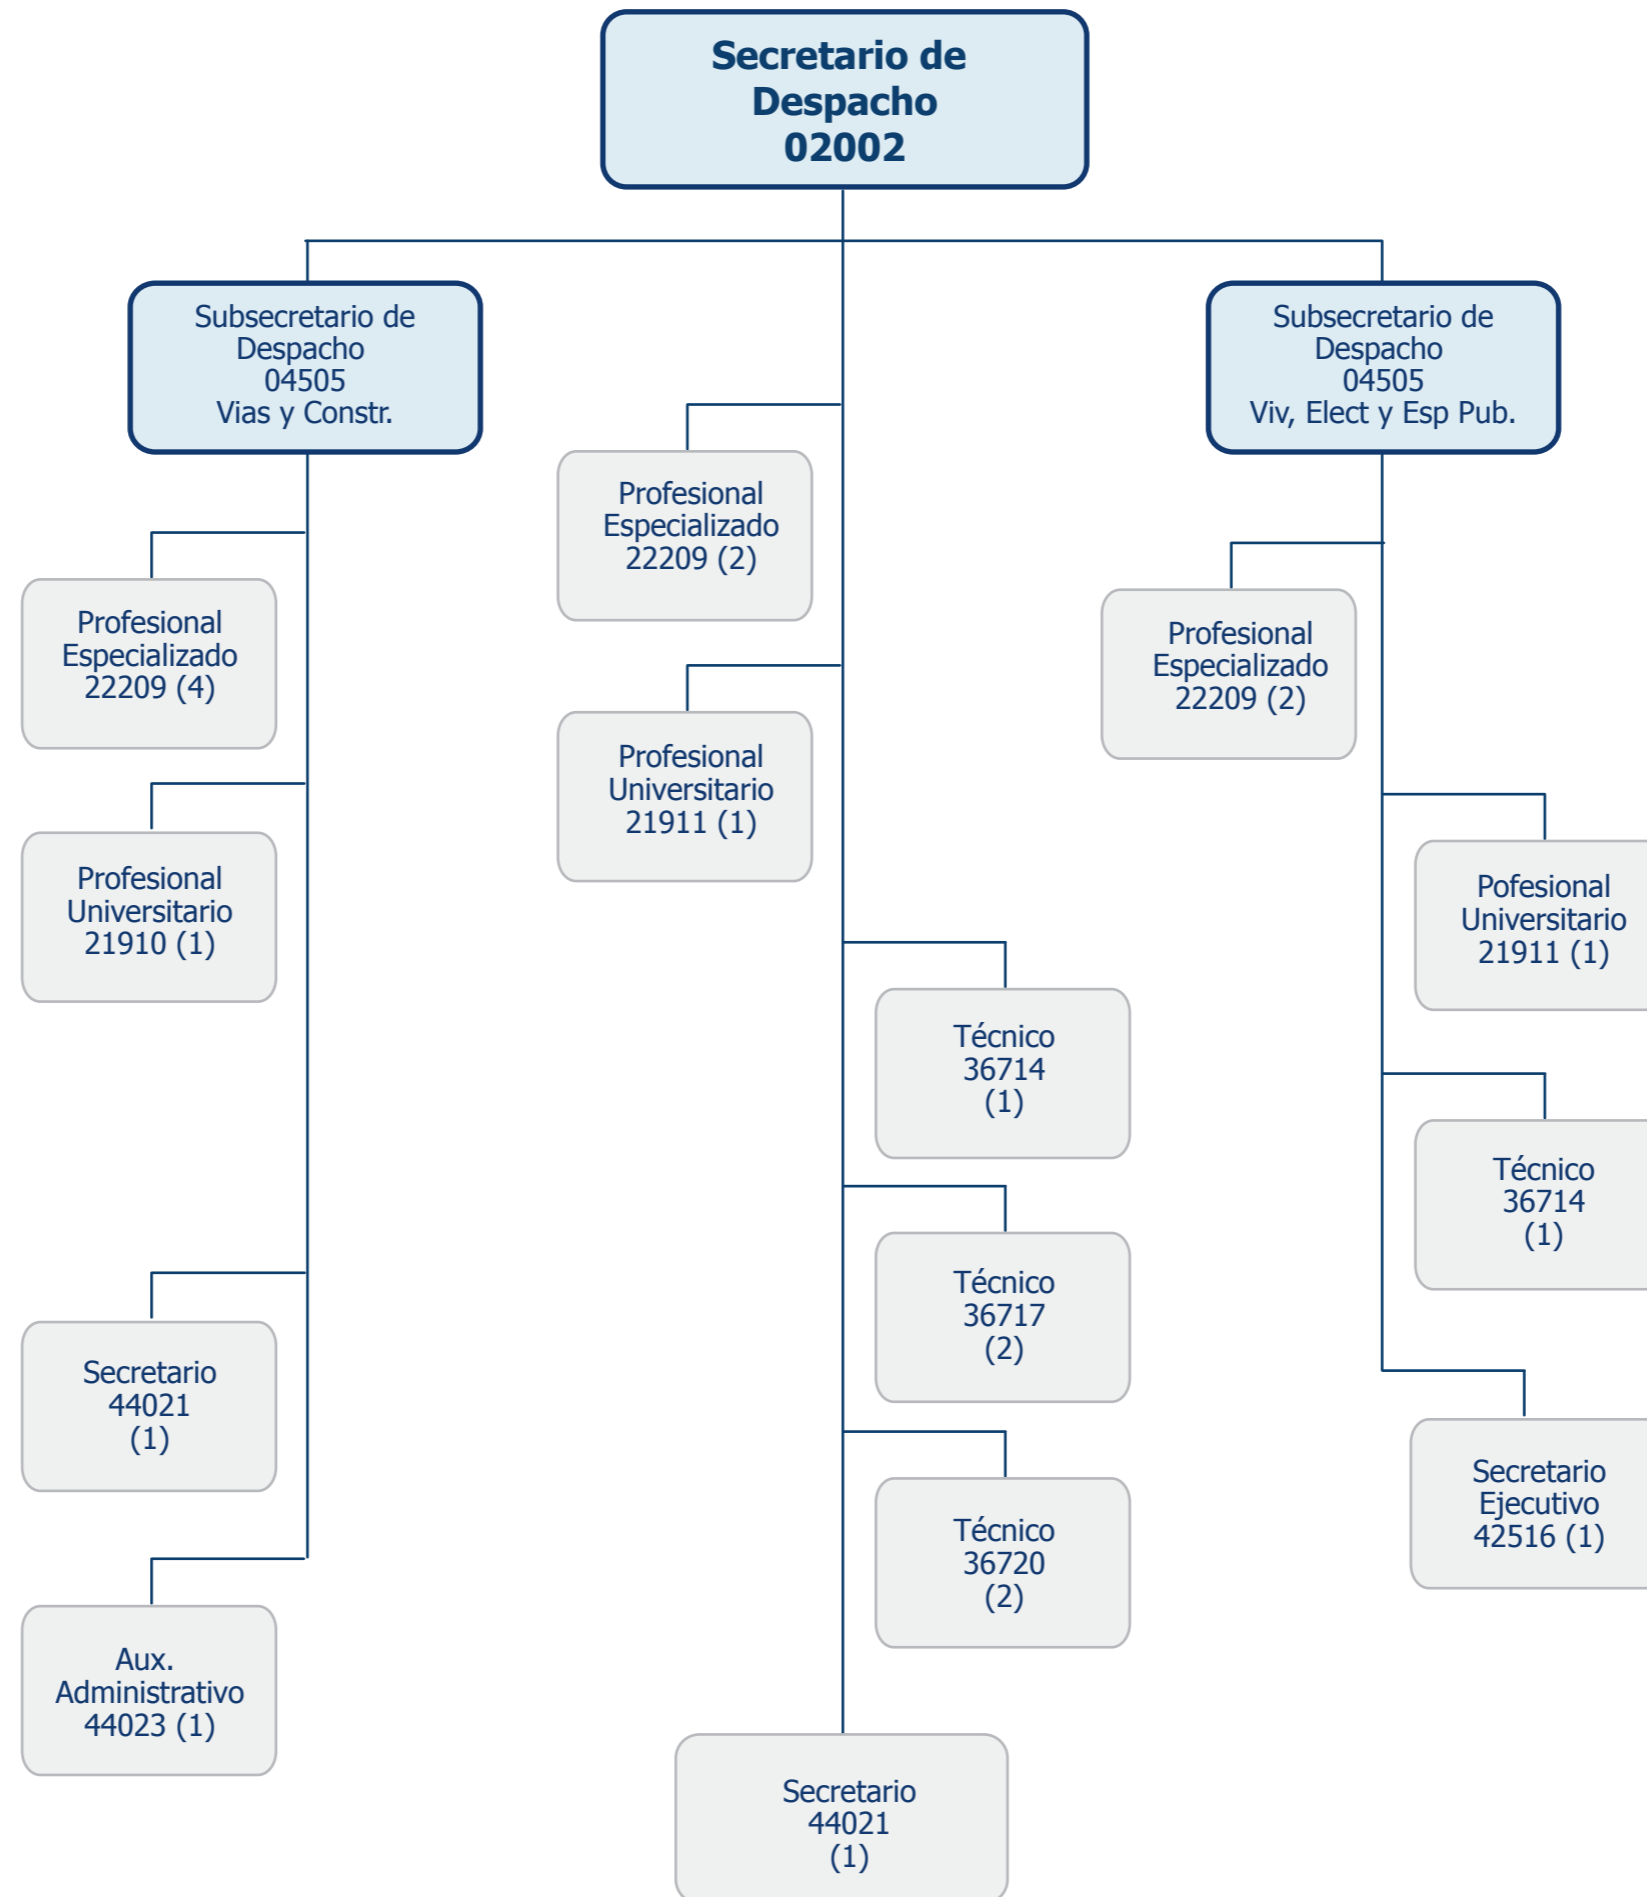 Secretario de
Despacho
02002
Subsecretario de
Despacho
04505
Vias y Constr.
Subsecretario de
Despacho
04505
Viv, Elect y Esp Pub.
Profesional
Especializado
22209 (4)
Profesional
Universitario
21910 (1)
Secretario
44021
(1)
Aux.
Administrativo
44023 (1)
Profesional
Especializado
22209 (2)
Profesional
Universitario
21911 (1)
Técnico
36714
(1)
Técnico
36717
(2)
Técnico
36720
(2)
Secretario
44021
(1)
Profesional
Especializado
22209 (2)
Pofesional
Universitario
21911 (1)
Técnico
36714
(1)
Secretario
Ejecutivo
42516 (1)